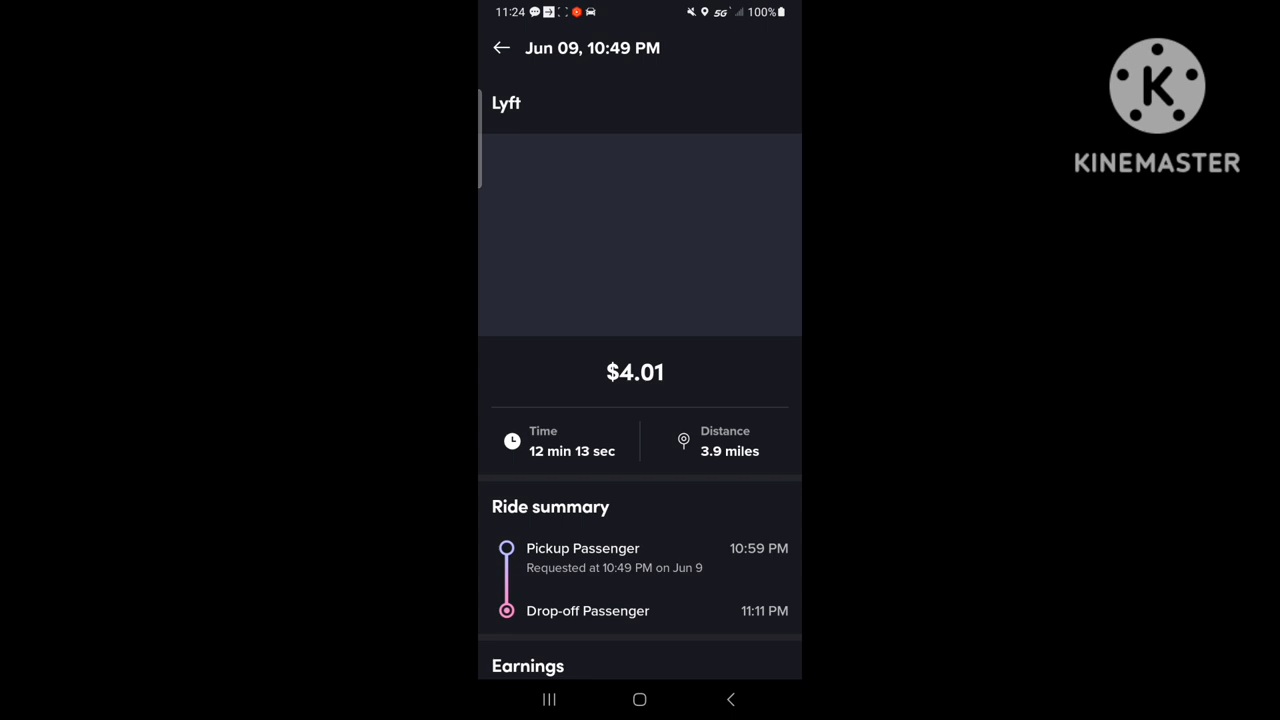 11:24 5G 100%
Jun 09, 10:49 PM
Lyft
$4.01
Time
12 min 13 sec
Distance
3.9 miles
Ride summary
Pickup Passenger 10:59 PM
Requested at 10:49 PM on Jun 9
Drop-off Passenger 11:11 PM
Earnings
K
KINEMASTER